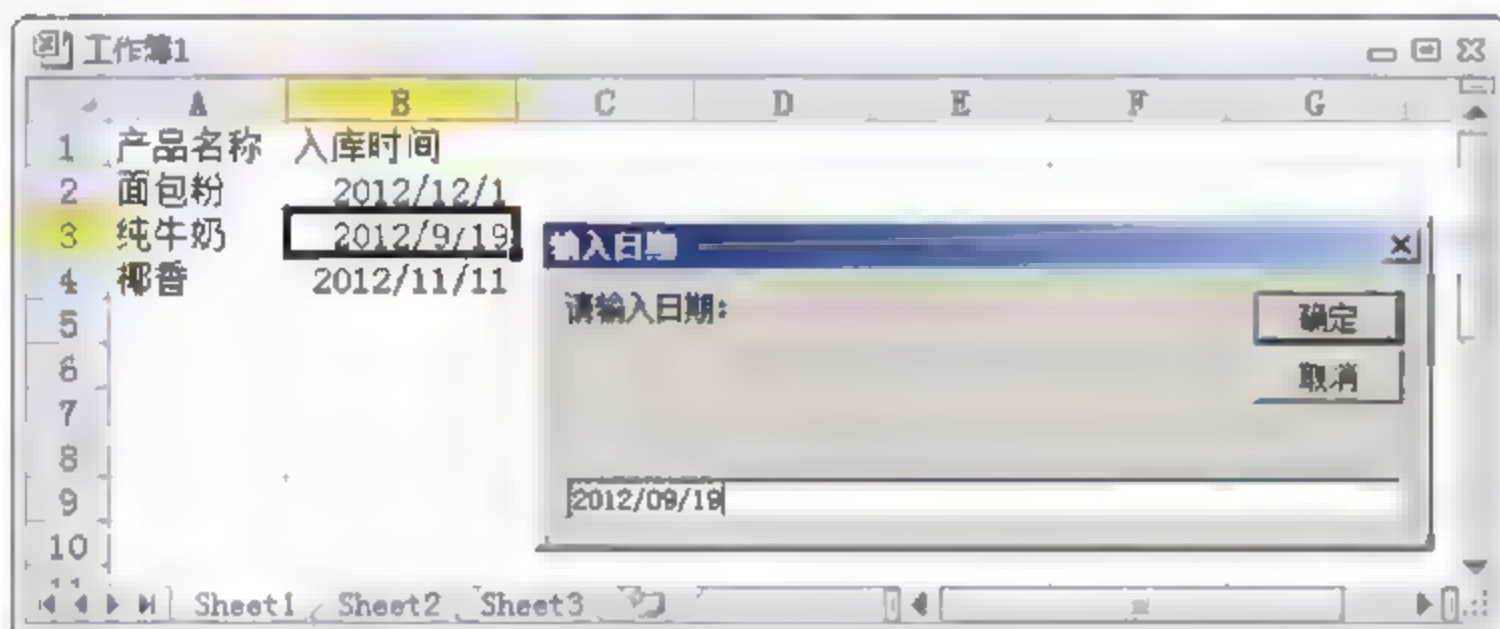 工作簿1
A B C D E F G
1 产品名称 入库时间
2 面包粉 2012/12/1
3 纯牛奶 2012/9/19
4 椰香 2012/11/11
5
6
7
8
9
10
11
输入日期
请输入日期:
确定
取消
2012/09/19
Sheet1 Sheet2 Sheet3